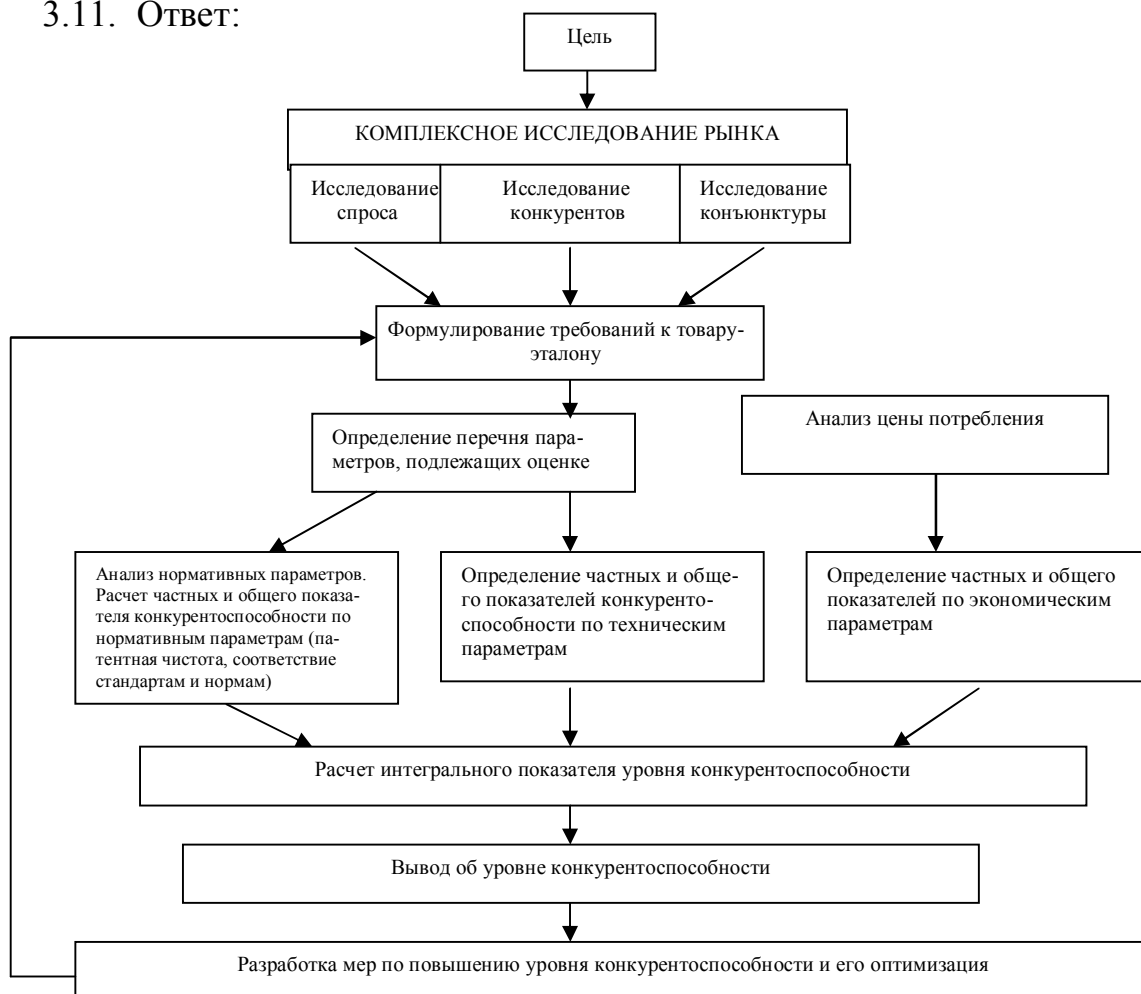 3.11. Ответ:
Цель
КОМПЛЕКСНОЕ ИССЛЕДОВАНИЕ РЫНКА
Исследование
спроса
Исследование
конкурентов
Исследование
конъюнктуры
Формулирование требований к товару-
эталону
Определение перечня пара-
метров, подлежащих оценке
Анализ цены потребления
Анализ нормативных параметров.
Расчет частных и общего показа-
теля конкурентоспособности по
нормативным параметрам (па-
тентная чистота, соответствие
стандартам и нормам)
Определение частных и обще-
го показателей конкуренто-
способности по техническим
параметрам
Определение частных и общего
показателей по экономическим
параметрам
Расчет интегрального показателя уровня конкурентоспособности
Вывод об уровне конкурентоспособности
Разработка мер по повышению уровня конкурентоспособности и его оптимизация